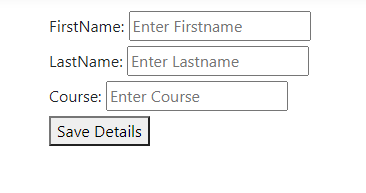 FirstName: Enter Firstname
LastName: Enter Lastname
Course: Enter Course
Save Details